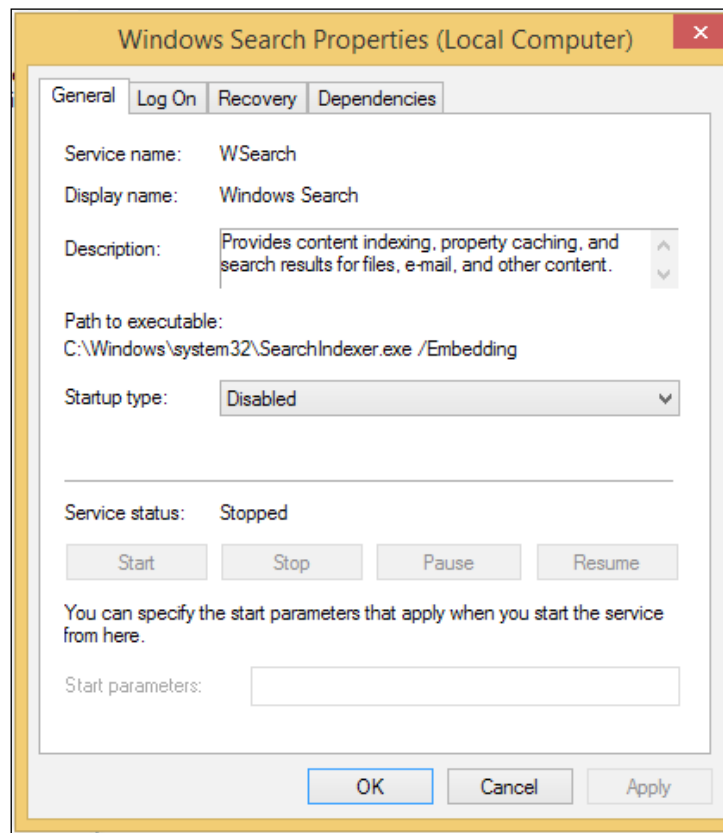 Windows Search Properties (Local Computer)
General Log On Recovery Dependencies
Service name: WSearch
Display name: Windows Search
Description: Provides content indexing, property caching, and
search results for files, e-mail, and other content.
Path to executable:
C:\Windows\system32\SearchIndexer.exe /Embedding
Startup type: Disabled
Service status: Stopped
Start Stop Pause Resume
You can specify the start parameters that apply when you start the service
from here.
Start parameters:
OK Cancel Apply